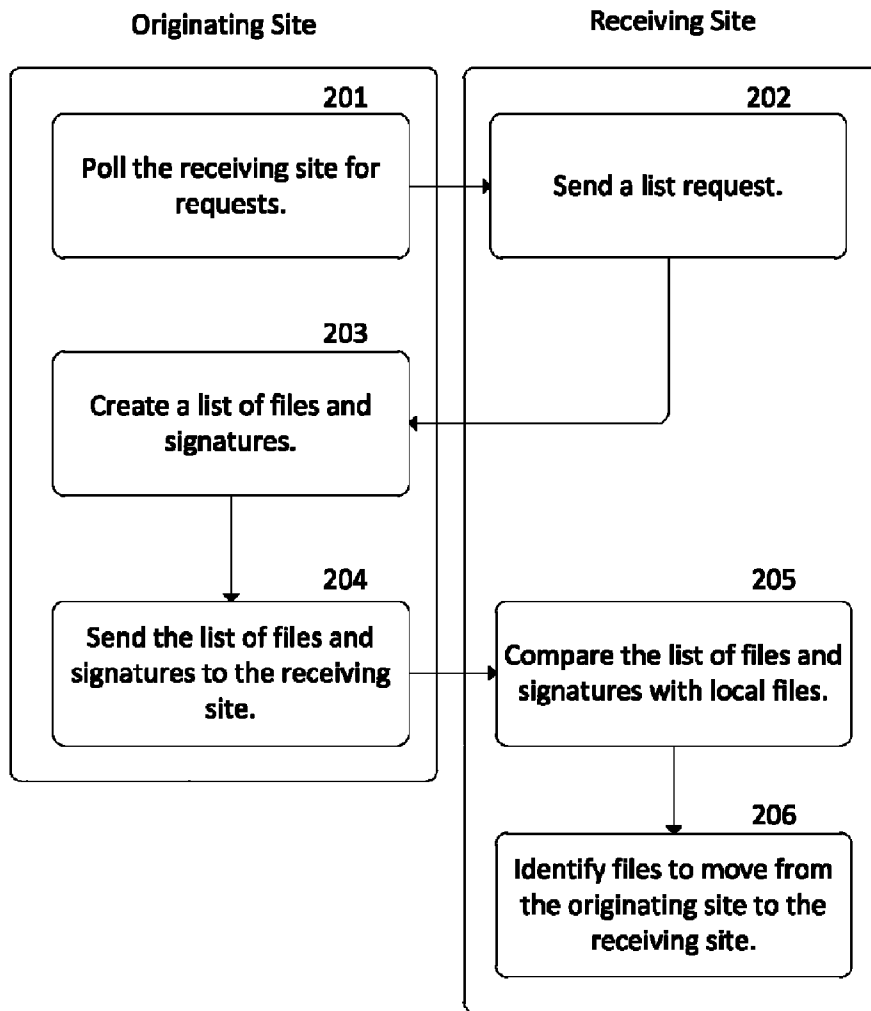 Originating Site
Receiving Site
201
Poll the receiving site for
requests.
202
Send a list request.
203
Create a list of files and
signatures.
204
Send the list of files and
signatures to the receiving
site.
205
Compare the list of files and
signatures with local files.
206
Identify files to move from
the originating site to the
receiving site.